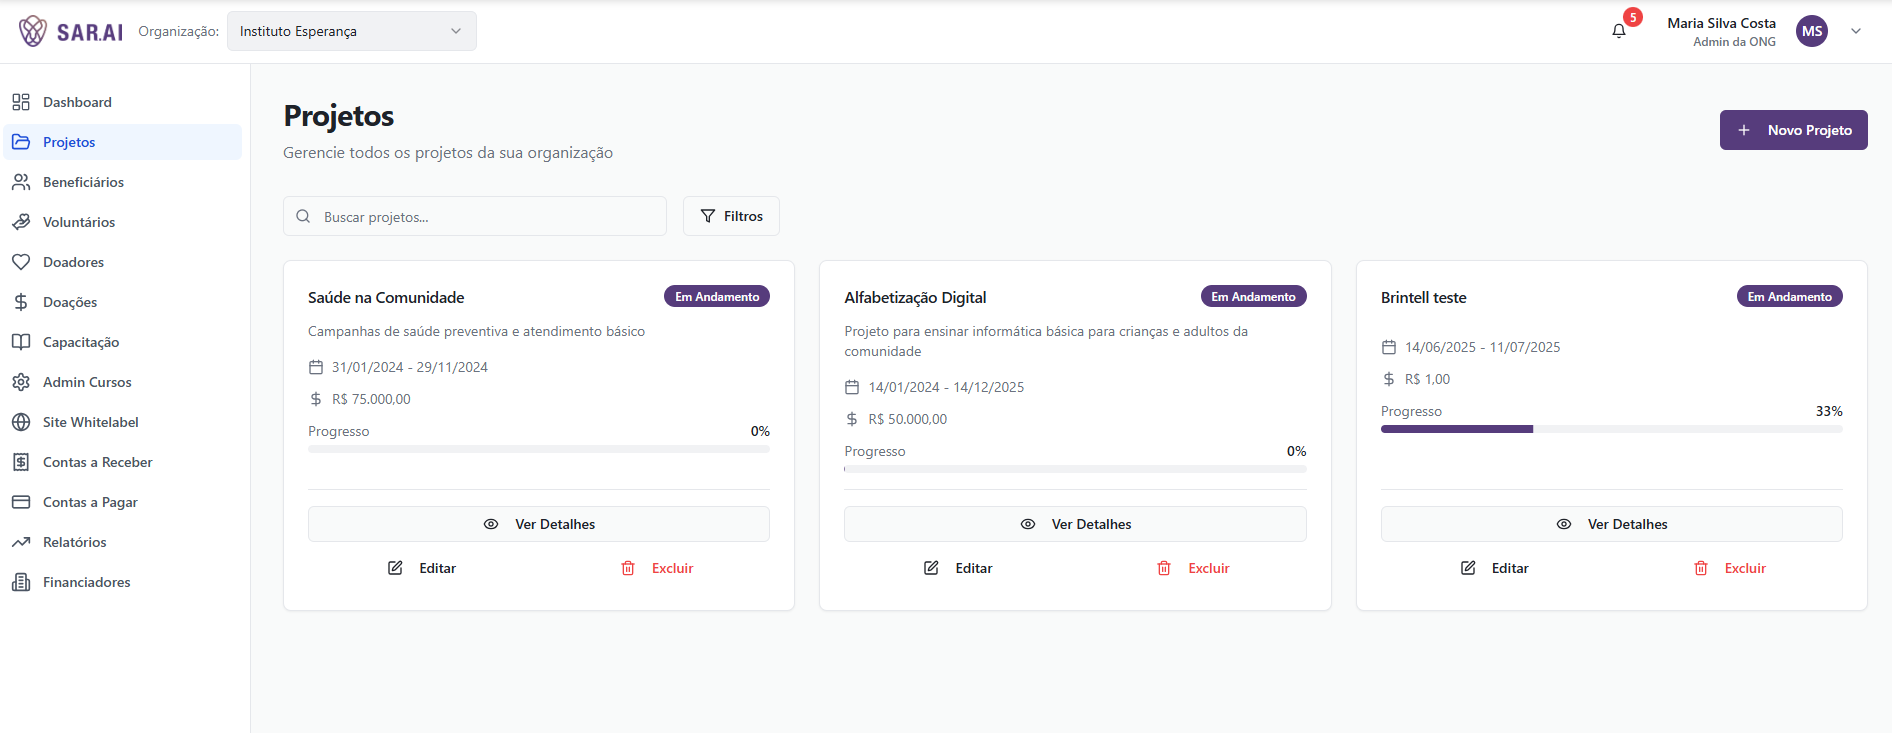 SAR.AI
Organização:
Instituto Esperança
5
Maria Silva Costa
Admin da ONG
MS
Dashboard
Projetos
Beneficiários
Voluntários
Doadores
Doações
Capacitação
Admin Cursos
Site Whitelabel
Contas a Receber
Contas a Pagar
Relatórios
Financiadores
Projetos
Gerencie todos os projetos da sua organização
Novo Projeto
Buscar projetos...
Filtros
Saúde na Comunidade
Em Andamento
Campanhas de saúde preventiva e atendimento básico
31/01/2024 - 29/11/2024
R$ 75.000,00
Progresso 0%
Ver Detalhes
Editar
Excluir
Alfabetização Digital
Em Andamento
Projeto para ensinar informática básica para crianças e adultos da
comunidade
14/01/2024 - 14/12/2025
R$ 50.000,00
Progresso 0%
Ver Detalhes
Editar
Excluir
Brintell teste
Em Andamento
14/06/2025 - 11/07/2025
R$ 1,00
Progresso 33%
Ver Detalhes
Editar
Excluir